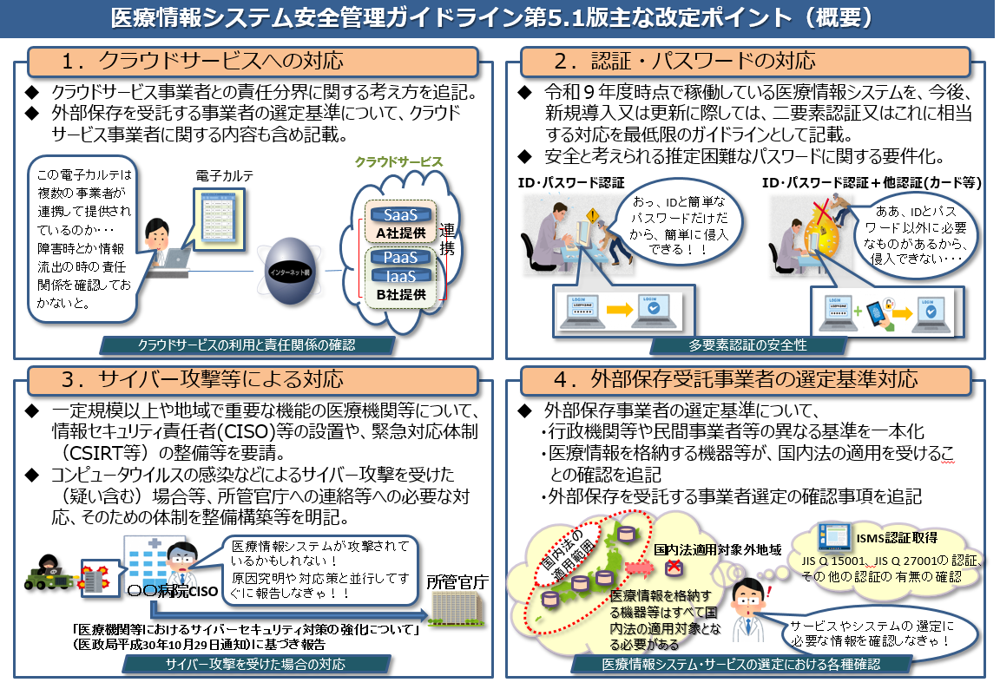 医療情報システム安全管理ガイドライン第5.1版主な改定ポイント（概要）
１．クラウドサービスへの対応
◆ クラウドサービス事業者との責任分界に関する考え方を追記。
◆ 外部保存を受託する事業者の選定基準について、クラウド
サービス事業者に関する内容も含め記載。
この電子カルテは
複数の事業者が
連携して提供され
ているのか・・・
障害時とか情報
流出の時の責任
関係を確認してお
かないと。
電子カルテ
インターネット網
クラウドサービス
SaaS
A社提供
PaaS
IaaS
B社提供
連携
クラウドサービスの利用と責任関係の確認
２．認証・パスワードの対応
◆ 令和９年度時点で稼働している医療情報システムを、今後、
新規導入又は更新に際しては、二要素認証又はこれに相当
する対応を最低限のガイドラインとして記載。
◆ 安全と考えられる推定困難なパスワードに関する要件化。
ID・パスワード認証
おっ、IDと簡単な
パスワードだけだ
から、簡単に侵入
できる！！
LOGIN
USERNAME
LOGIN
ID・パスワード認証＋他認証(カード等)
ああ、IDとパス
ワード以外に必要
なものがあるから、
侵入できない・・・
LOGIN
USERNAME
LOGIN
多要素認証の安全性
３．サイバー攻撃等による対応
◆ 一定規模以上や地域で重要な機能の医療機関等について、
情報セキュリティ責任者(CISO)等の設置や、緊急対応体制
（CSIRT等）の整備等を要請。
◆ コンピュータウイルスの感染などによるサイバー攻撃を受けた
（疑い含む）場合等、所管官庁への連絡等への必要な対
応、そのための体制を整備構築等を明記。
〇〇病院CISO
医療情報システムが攻撃されて
いるかもしれない！
原因究明や対応策と並行してす
ぐに報告しなきゃ！！
所管官庁
「医療機関等におけるサイバーセキュリティ対策の強化について」
（医政局平成30年10月29日通知）に基づき報告
サイバー攻撃を受けた場合の対応
４．外部保存受託事業者の選定基準対応
◆ 外部保存事業者の選定基準について、
・行政機関等や民間事業者等の異なる基準を一本化
・医療情報を格納する機器等が、国内法の適用を受けるこ
との確認を追記
・外部保存を受託する事業者選定の確認事項を追記
国内法の
適用範囲
国内法適用対象外地域
医療情報を格納す
る機器等はすべて国
内法の適用対象とな
る必要がある
ISMS認証取得
JIS Q 15001、JIS Q 27001の認証、
その他の認証の有無の確認
サービスやシステムの選定に
必要な情報を確認しなきゃ！
医療情報システム・サービスの選定における各種確認